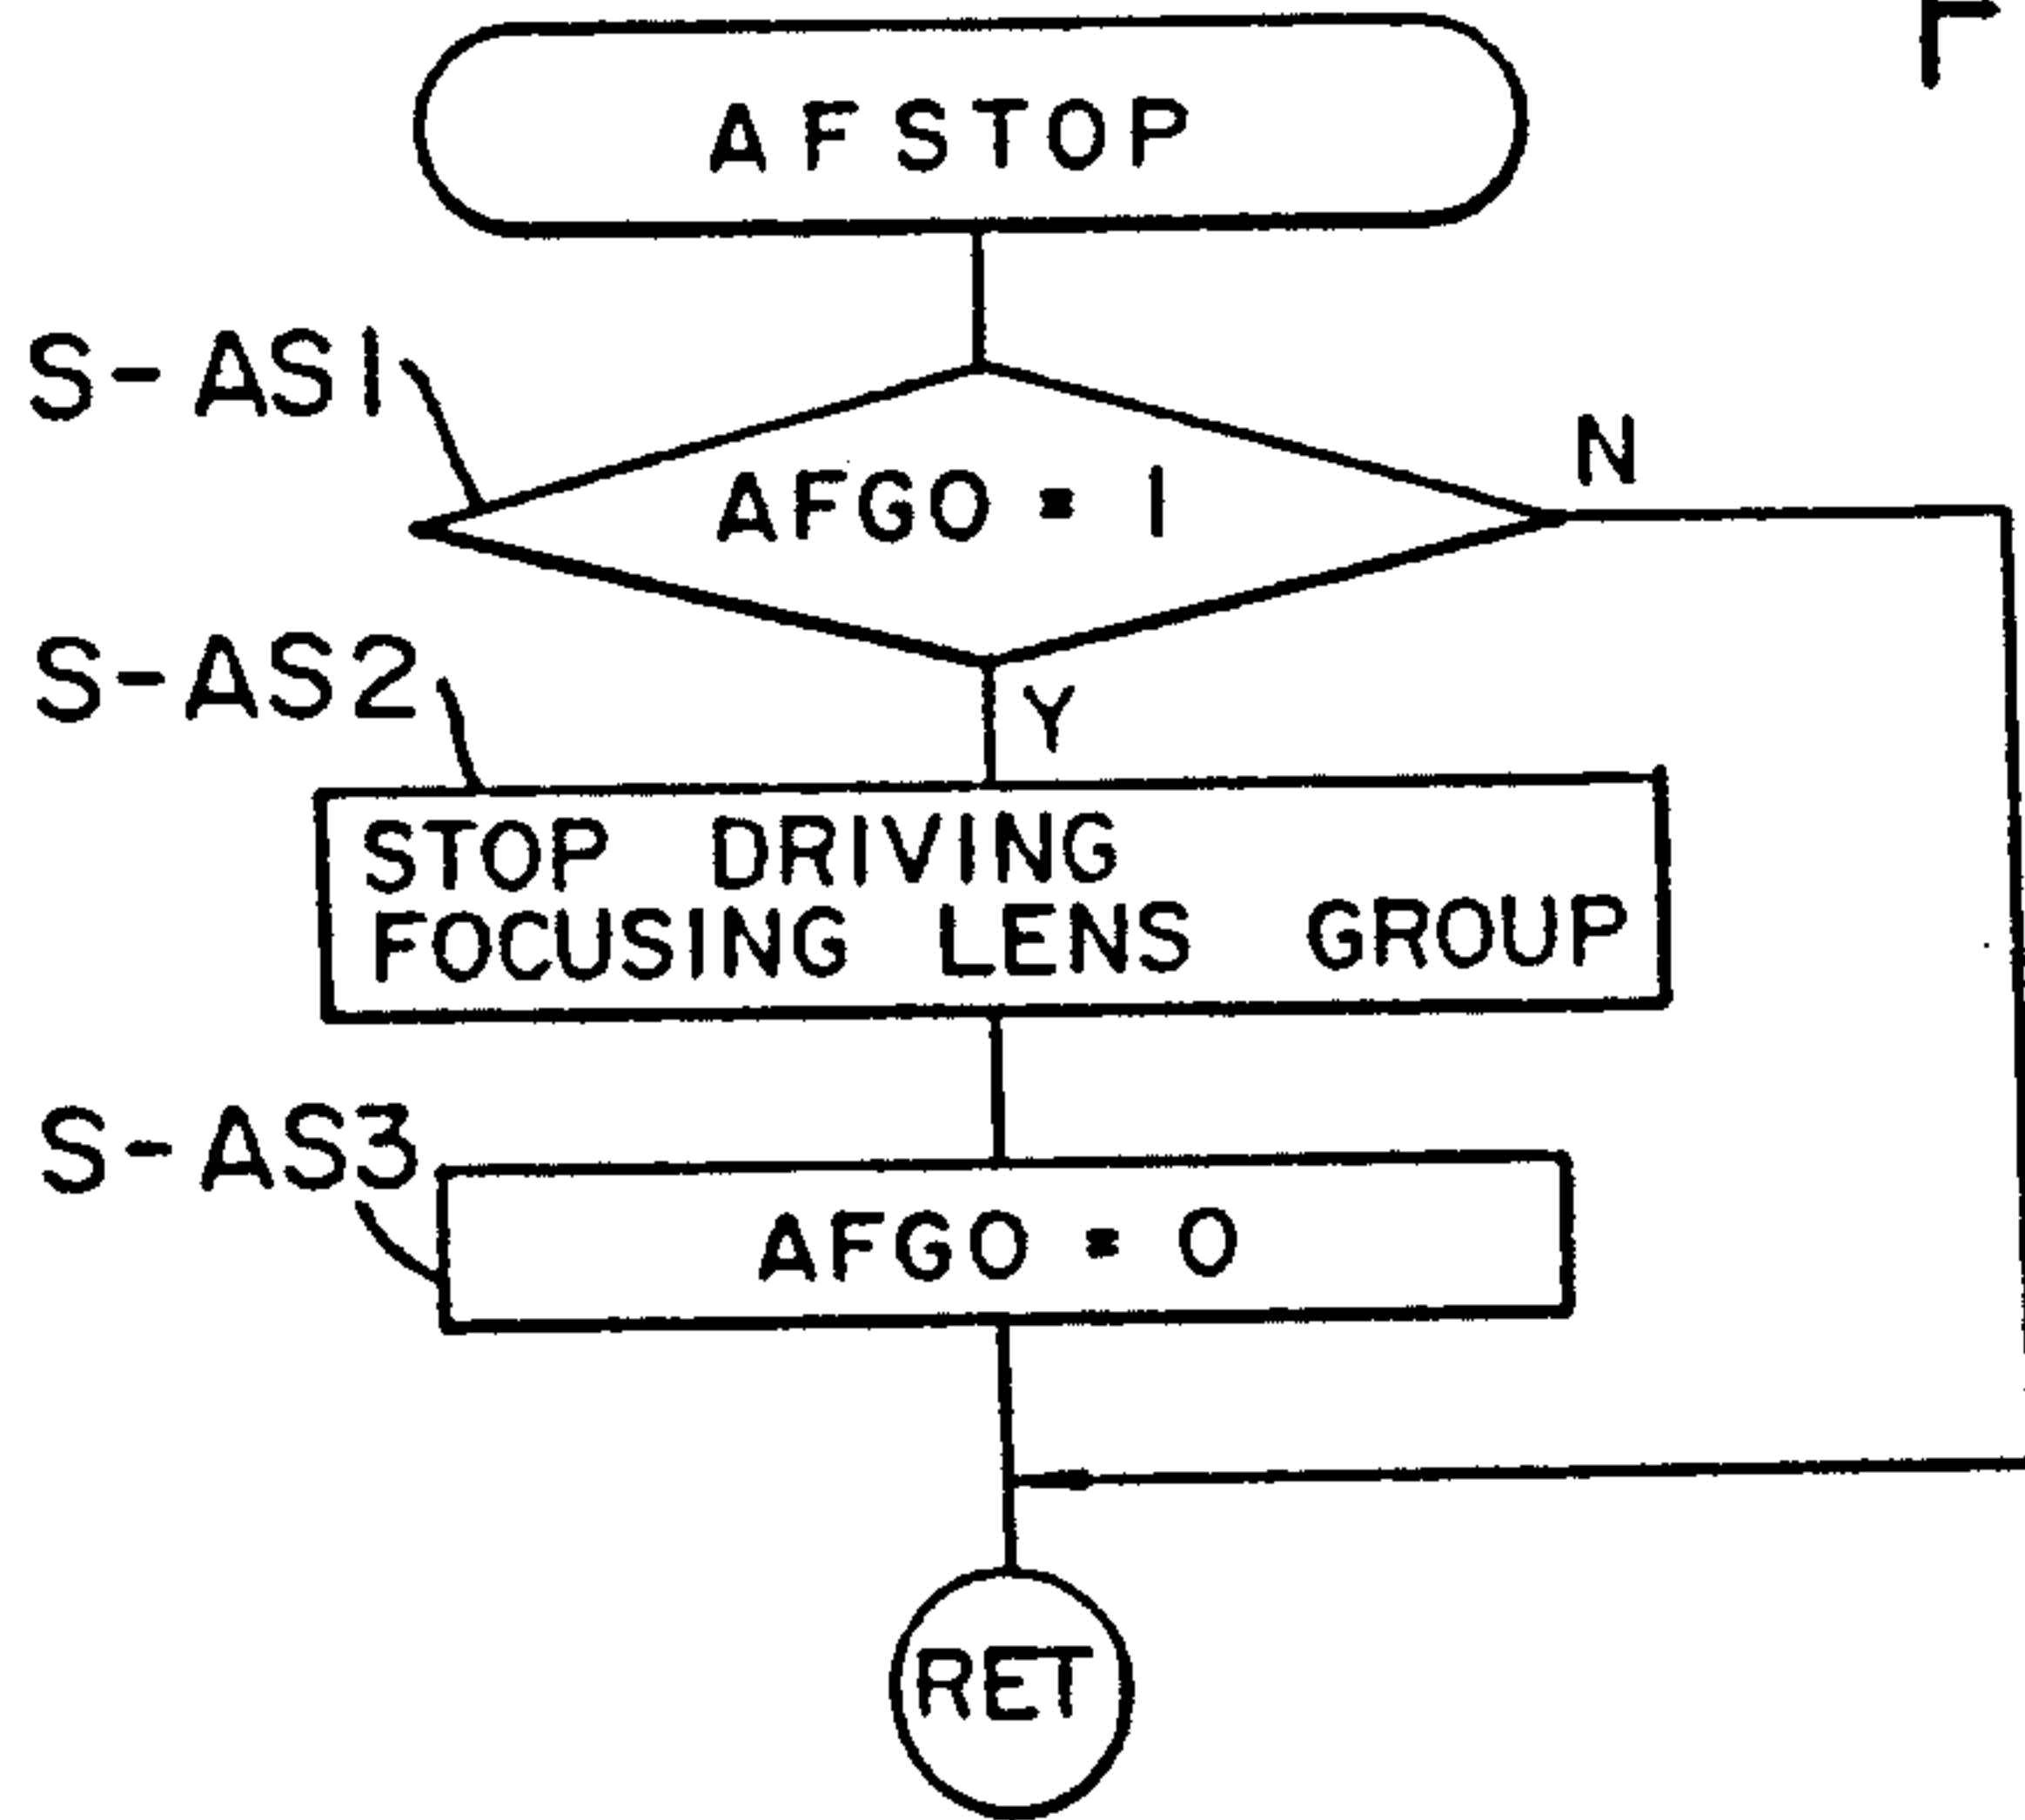 AFSTOP
S-AS1
AFGO = 1
N
S-AS2
Y
STOP DRIVING
FOCUSING LENS GROUP
S-AS3
AFGO = 0
RET